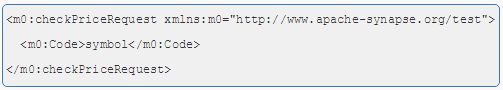 <m0:checkPriceRequest xmlns:m0="http://www.apache-synapse.org/test">
  <m0:Code>symbol</m0:Code>
</m0:checkPriceRequest>